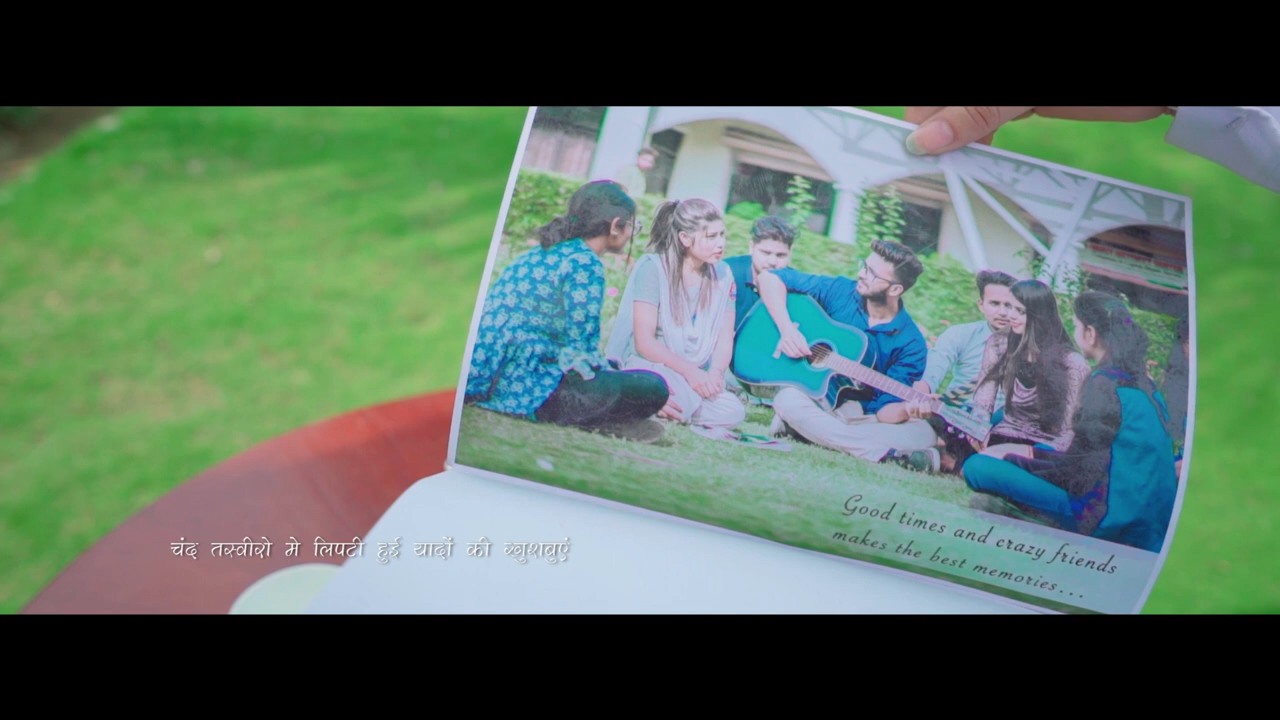 चंद तस्वीरो मे लिपटी हुई यादों की खुशबुएं
Good times and crazy friends
makes the best memories...